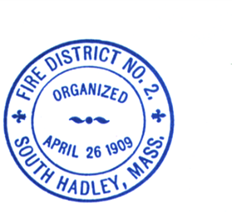 FIRE DISTRICT NO. 2,
SOUTH HADLEY, MASS.
ORGANIZED
APRIL 26 1909